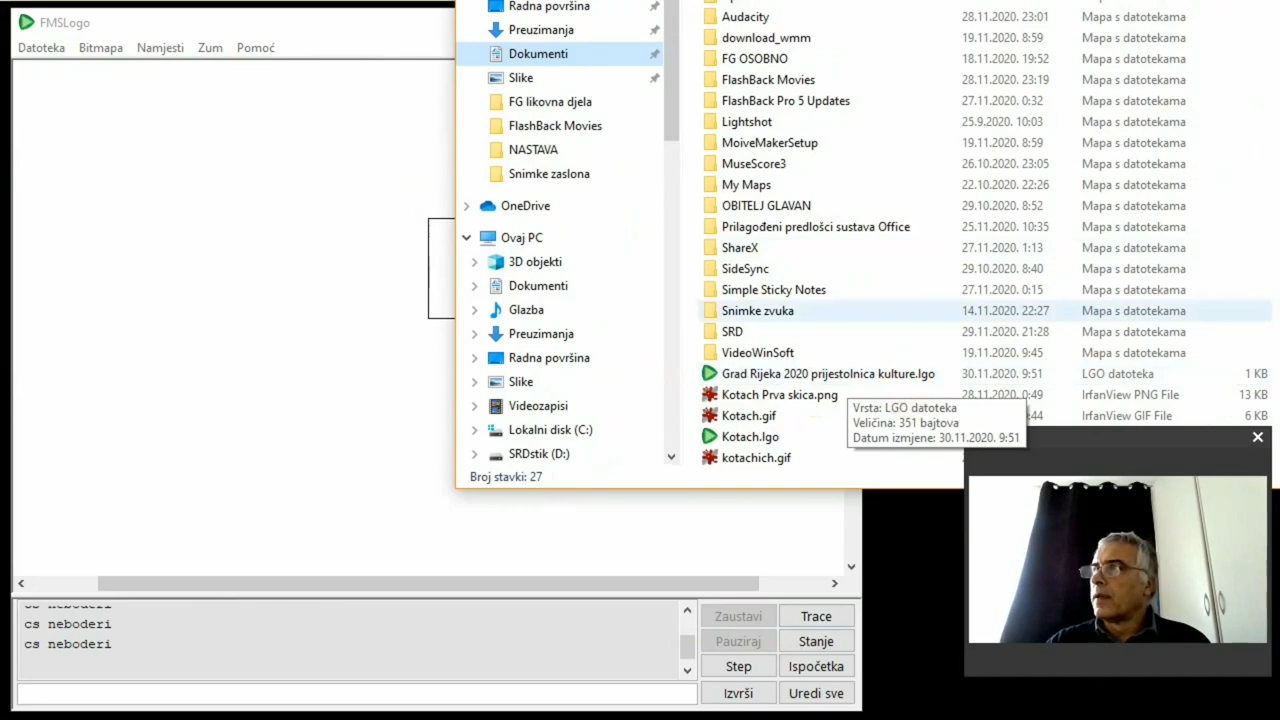 FMSLogo
Datoteka Bitmapa Namjesti Zum Pomoć
Radna površina
Preuzimanja
Dokumenti
Slike
FG likovna djela
FlashBack Movies
NASTAVA
Snimke zaslona
OneDrive
Ovaj PC
3D objekti
Dokumenti
Glazba
Preuzimanja
Radna površina
Slike
Videozapisi
Lokalni disk (C:)
SRDstik (D:)
Broj stavki: 27
Audacity 28.11.2020. 23:01 Mapa s datotekama
download_wmm 19.11.2020. 8:59 Mapa s datotekama
FG OSOBNO 18.11.2020. 19:52 Mapa s datotekama
FlashBack Movies 28.11.2020. 23:19 Mapa s datotekama
FlashBack Pro 5 Updates 27.11.2020. 0:32 Mapa s datotekama
Lightshot 25.9.2020. 10:03 Mapa s datotekama
MoiveMakerSetup 19.11.2020. 8:59 Mapa s datotekama
MuseScore3 26.10.2020. 23:05 Mapa s datotekama
My Maps 22.10.2020. 22:26 Mapa s datotekama
OBITELJ GLAVAN 29.10.2020. 8:52 Mapa s datotekama
Prilagođeni predlošci sustava Office 25.11.2020. 10:35 Mapa s datotekama
ShareX 27.11.2020. 1:13 Mapa s datotekama
SideSync 29.10.2020. 8:40 Mapa s datotekama
Simple Sticky Notes 27.11.2020. 0:15 Mapa s datotekama
Snimke zvuka 14.11.2020. 22:27 Mapa s datotekama
SRD 29.11.2020. 21:28 Mapa s datotekama
VideoWinSoft 19.11.2020. 9:45 Mapa s datotekama
Grad Rijeka 2020 prijestolnica kulture.lgo 30.11.2020. 9:51 LGO datoteka 1 KB
Kotach Prva skica.png 28.11.2020. 0:49 IrfanView PNG File 13 KB
Kotach.gif :44 IrfanView GIF File 6 KB
Kotach.lgo
kotachich.gif
Vrsta: LGO datoteka
Veličina: 351 bajtova
Datum izmjene: 30.11.2020. 9:51
cs neboderi
cs neboderi
cs neboderi
Zaustavi Trace
Pauziraj Stanje
Step Ispočetka
Izvrši Uredi sve